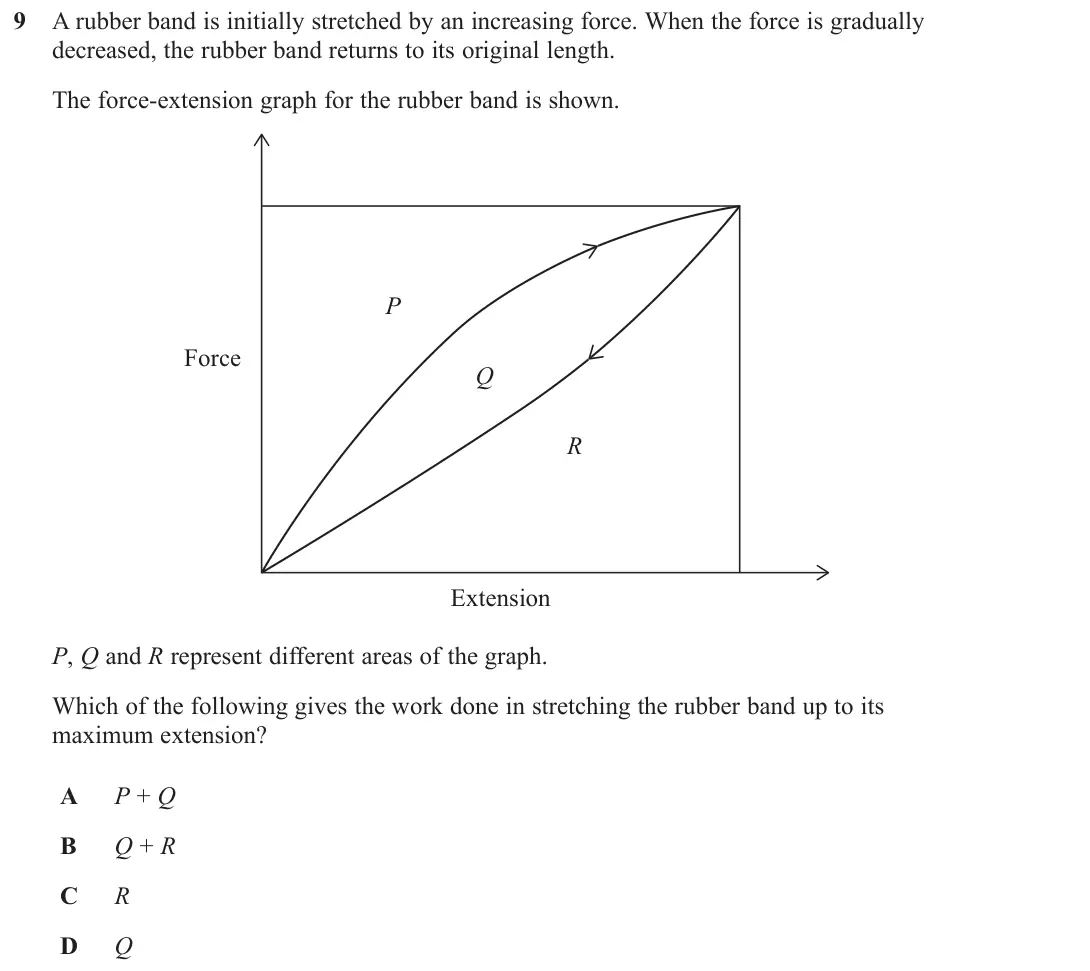 9 A rubber band is initially stretched by an increasing force. When the force is gradually
decreased, the rubber band returns to its original length.
The force-extension graph for the rubber band is shown.
P
Force
Q
R
Extension
P, Q and R represent different areas of the graph.
Which of the following gives the work done in stretching the rubber band up to its
maximum extension?
A P + Q
B Q + R
C R
D Q